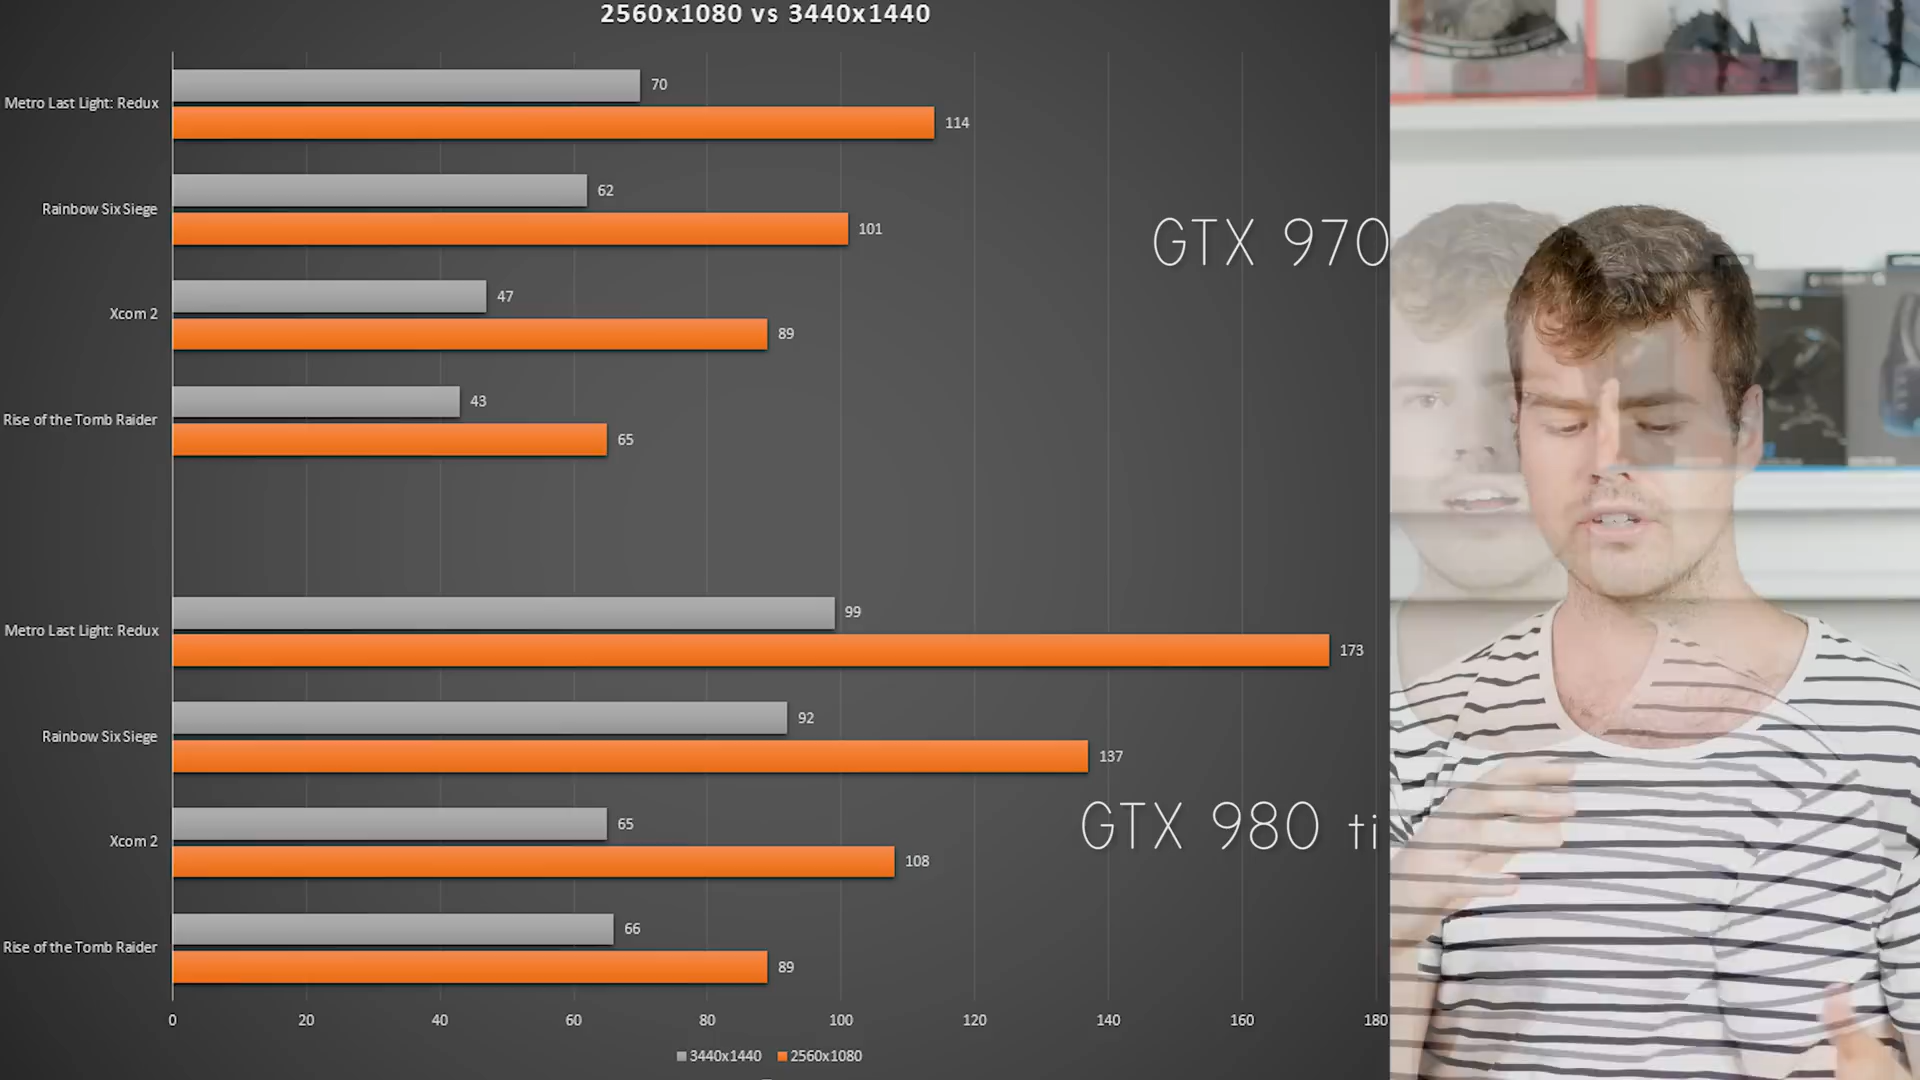 2560x1080 vs 3440x1440
Metro Last Light: Redux
70
114
Rainbow Six Siege
62
101
GTX 970
Xcom 2
47
89
Rise of the Tomb Raider
43
65
Metro Last Light: Redux
99
173
Rainbow Six Siege
92
137
GTX 980 ti
Xcom 2
65
108
Rise of the Tomb Raider
66
89
0 20 40 60 80 100 120 140 160 180
3440x1440 2560x1080